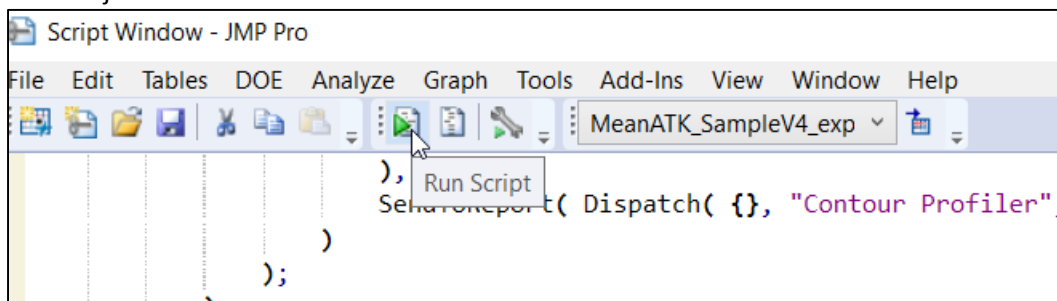 Script Window - JMP Pro
File Edit Tables DOE Analyze Graph Tools Add-Ins View Window Help
MeanATK_SampleV4_exp
),
Run Script
SendToReport( Dispatch( {}, "Contour Profiler",
)
);